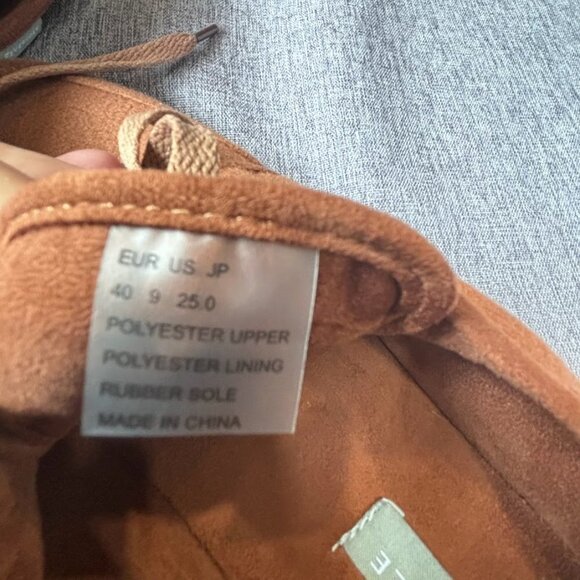 EUR US JP
40 9 25.0
POLYESTER UPPER
POLYESTER LINING
RUBBER SOLE
MADE IN CHINA
E